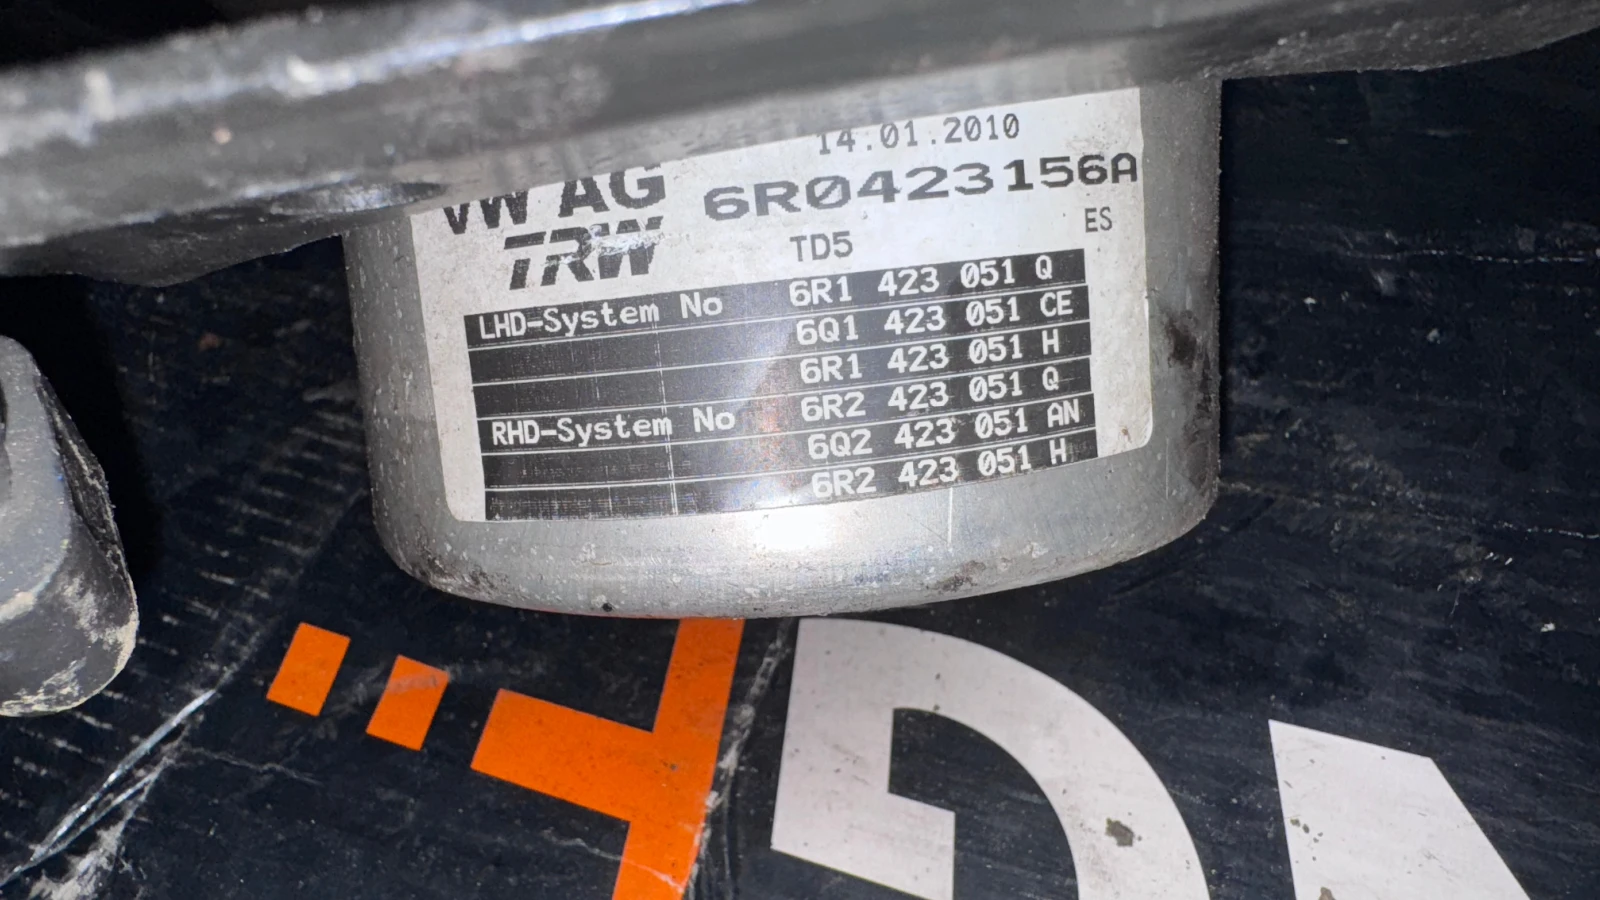 14.01.2010
VW AG 6R0423156A
TRW TD5 ES
LHD-System No 6R1 423 051 Q
6Q1 423 051 CE
6R1 423 051 H
RHD-System No 6R2 423 051 Q
6Q2 423 051 AN
6R2 423 051 H